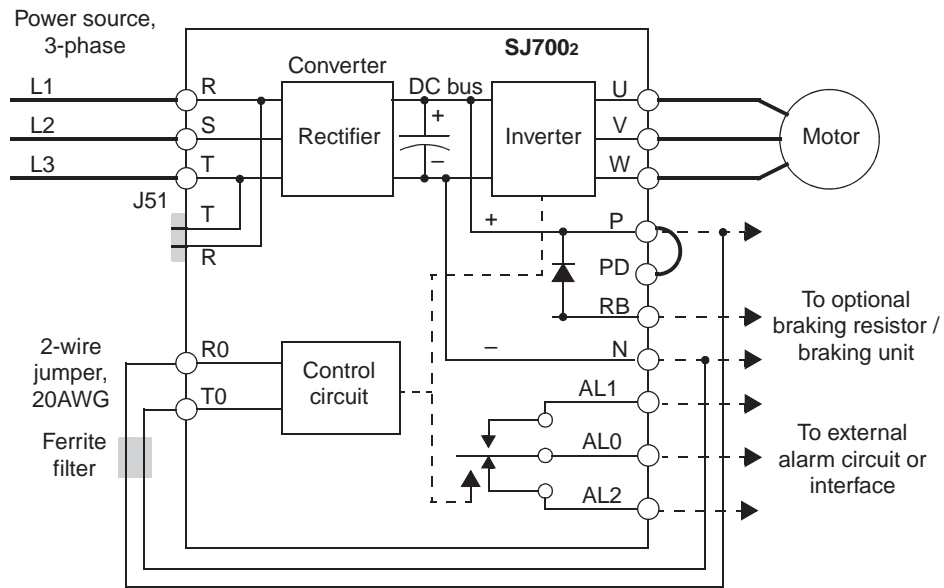 Power source,
3-phase
SJ7002
Converter
L1
R
DC bus
U
+
L2
S
Rectifier
Inverter
V
Motor
L3
T
–
W
J51
T
+
P
R
PD
RB
To optional
braking resistor /
braking unit
2-wire
jumper,
20AWG
R0
–
N
Control
circuit
T0
AL1
Ferrite
filter
AL0
To external
alarm circuit or
interface
AL2